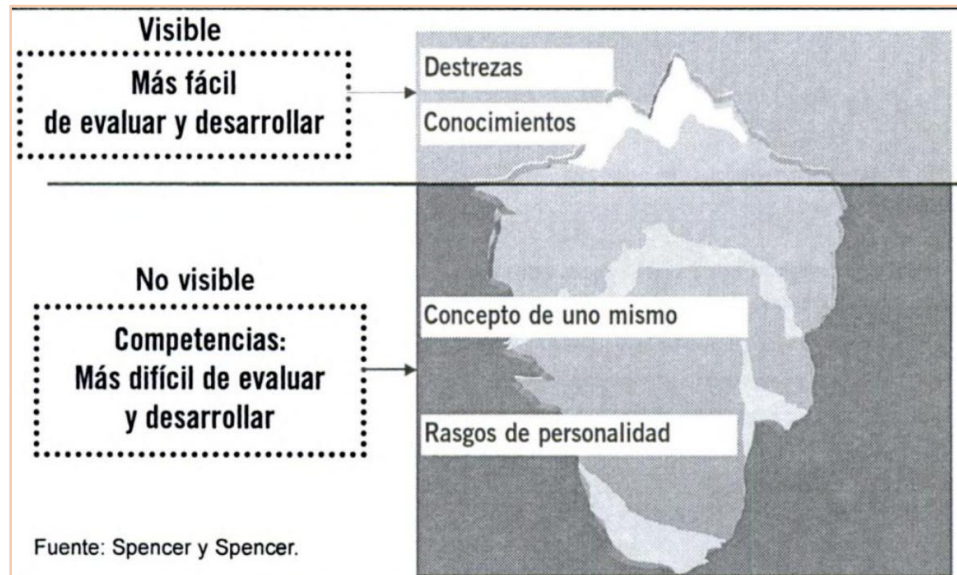 Visible
Más fácil
de evaluar y desarrollar
Destrezas
Conocimientos
No visible
Competencias:
Más difícil de evaluar
y desarrollar
Concepto de uno mismo
Rasgos de personalidad
Fuente: Spencer y Spencer.